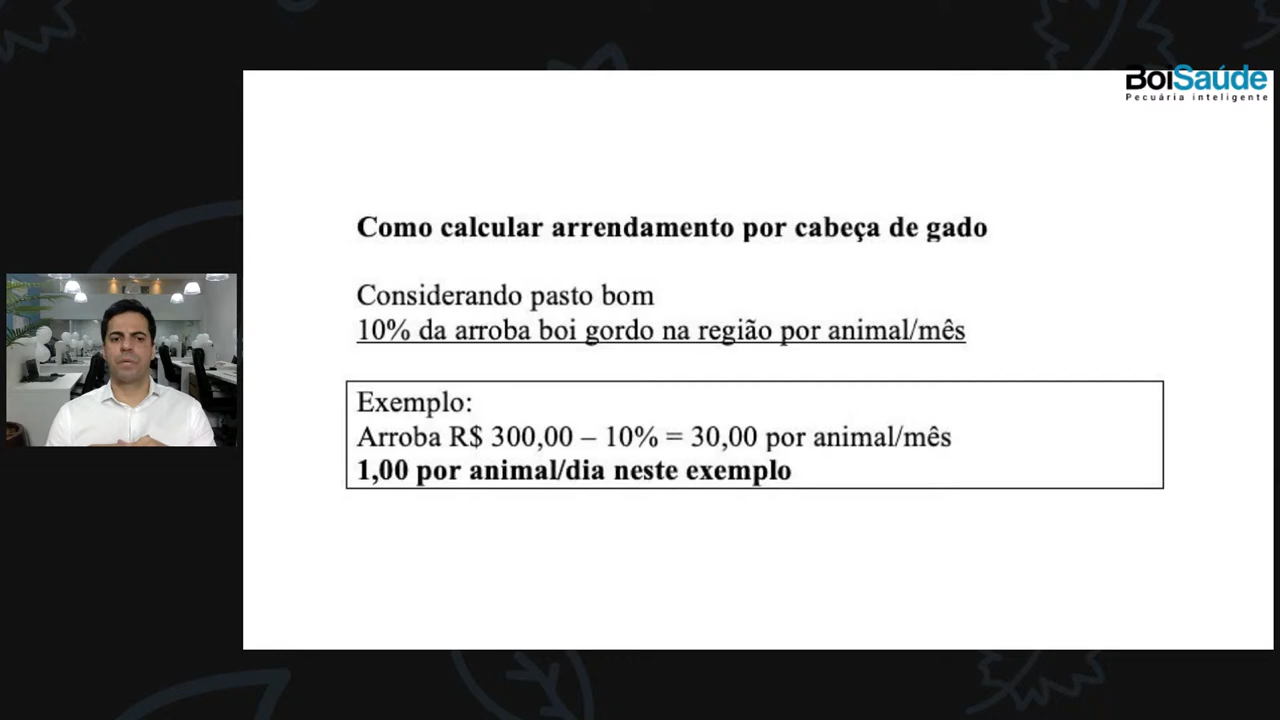 BoiSaúde
Pecuária inteligente
Como calcular arrendamento por cabeça de gado
Considerando pasto bom
10% da arroba boi gordo na região por animal/mês
Exemplo:
Arroba R$ 300,00 – 10% = 30,00 por animal/mês
1,00 por animal/dia neste exemplo